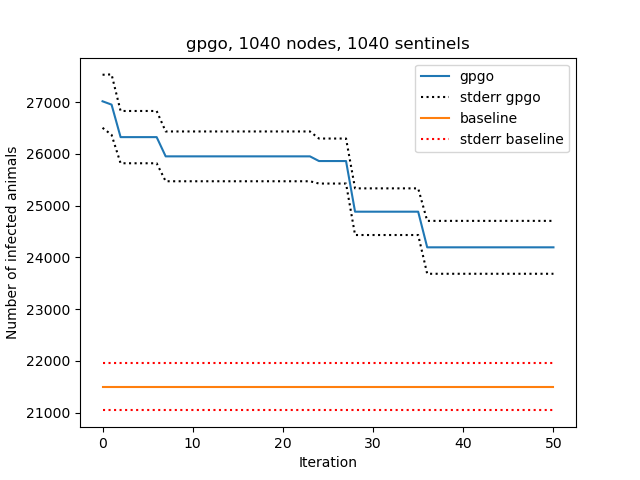 gpgo, 1040 nodes, 1040 sentinels
gpgo
stderr gpgo
baseline
stderr baseline
Number of infected animals
27000
26000
25000
24000
23000
22000
21000
0 10 20 30 40 50
Iteration